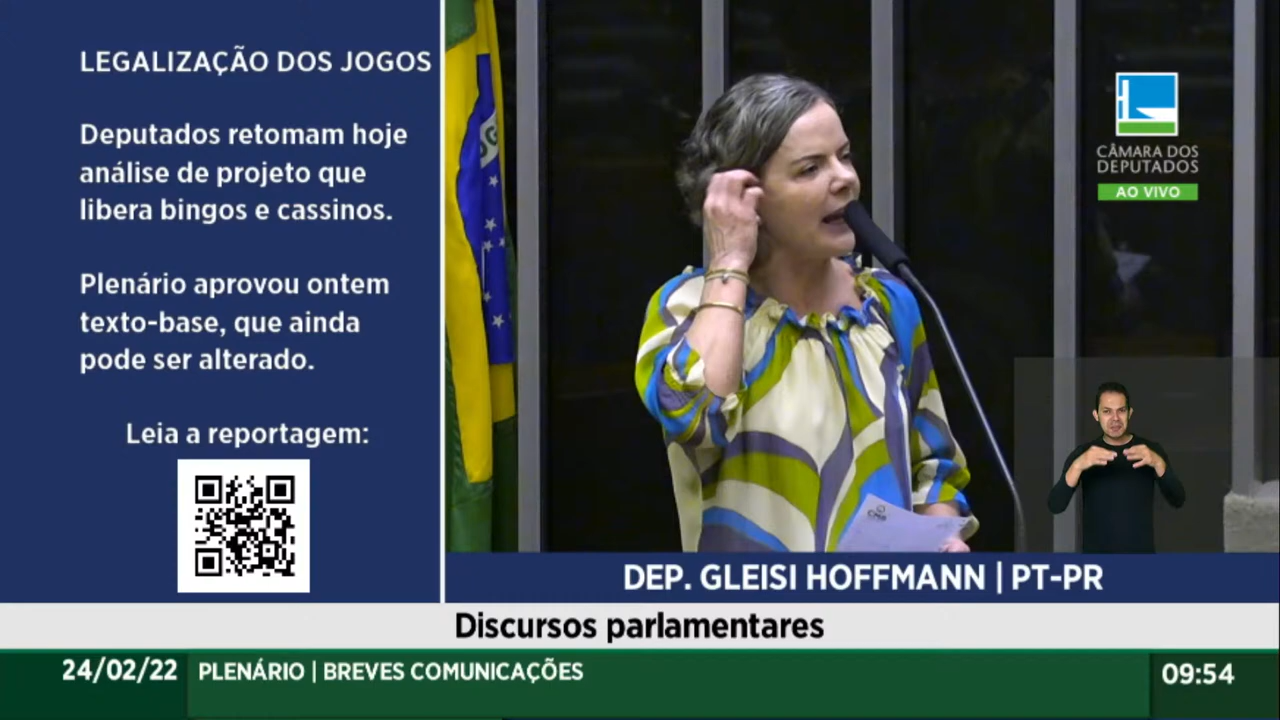 LEGALIZAÇÃO DOS JOGOS
Deputados retomam hoje
análise de projeto que
libera bingos e cassinos.
Plenário aprovou ontem
texto-base, que ainda
pode ser alterado.
Leia a reportagem:
CÂMARA DOS
DEPUTADOS
AO VIVO
DEP. GLEISI HOFFMANN | PT-PR
Discursos parlamentares
24/02/22
PLENÁRIO | BREVES COMUNICAÇÕES
09:54